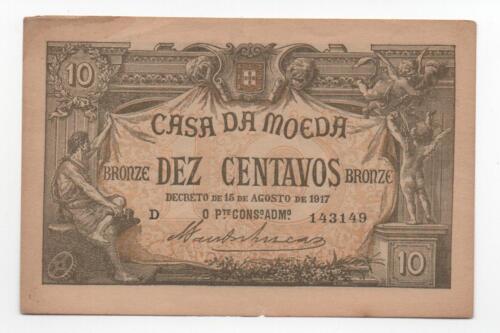 10
CASA DA MOEDA
BRONZE DEZ CENTAVOS BRONZE
DECRETO DE 15 DE AGOSTO DE 1917
D O PTE CONSO ADMO 143149
10